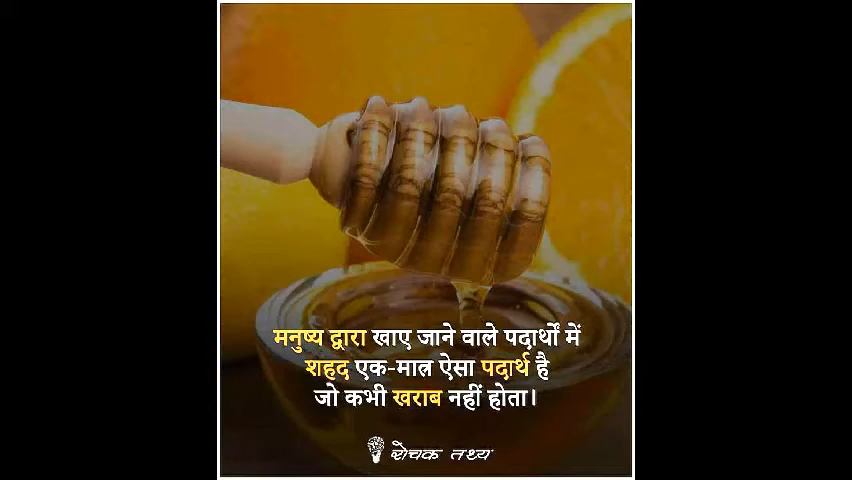 मनुष्य द्वारा खाए जाने वाले पदार्थों में
शहद एक-मात्र ऐसा पदार्थ है
जो कभी खराब नहीं होता।
रोचक तथ्य